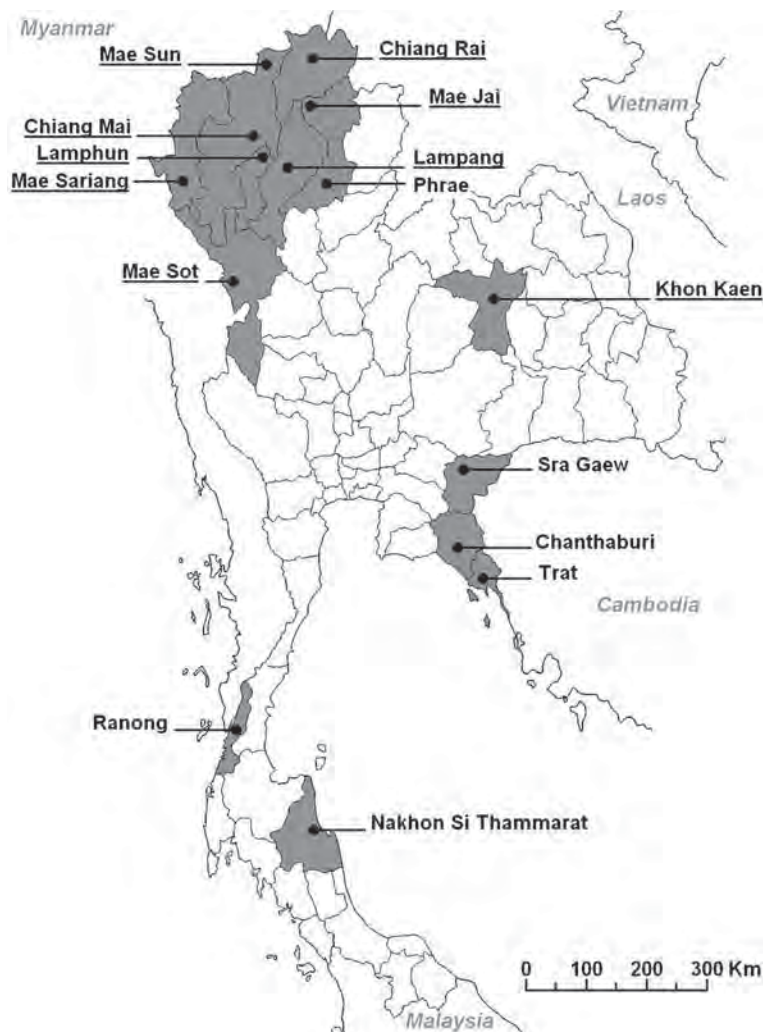 Myanmar
Mae Sun
Chiang Rai
Vietnam
Mae Jai
Chiang Mai
Lamphun
Lampang
Mae Sariang
Phrae
Laos
Mae Sot
Khon Kaen
Sra Gaew
Chanthaburi
Trat
Cambodia
Ranong
Nakhon Si Thammarat
0 100 200 300 Km
Malaysia